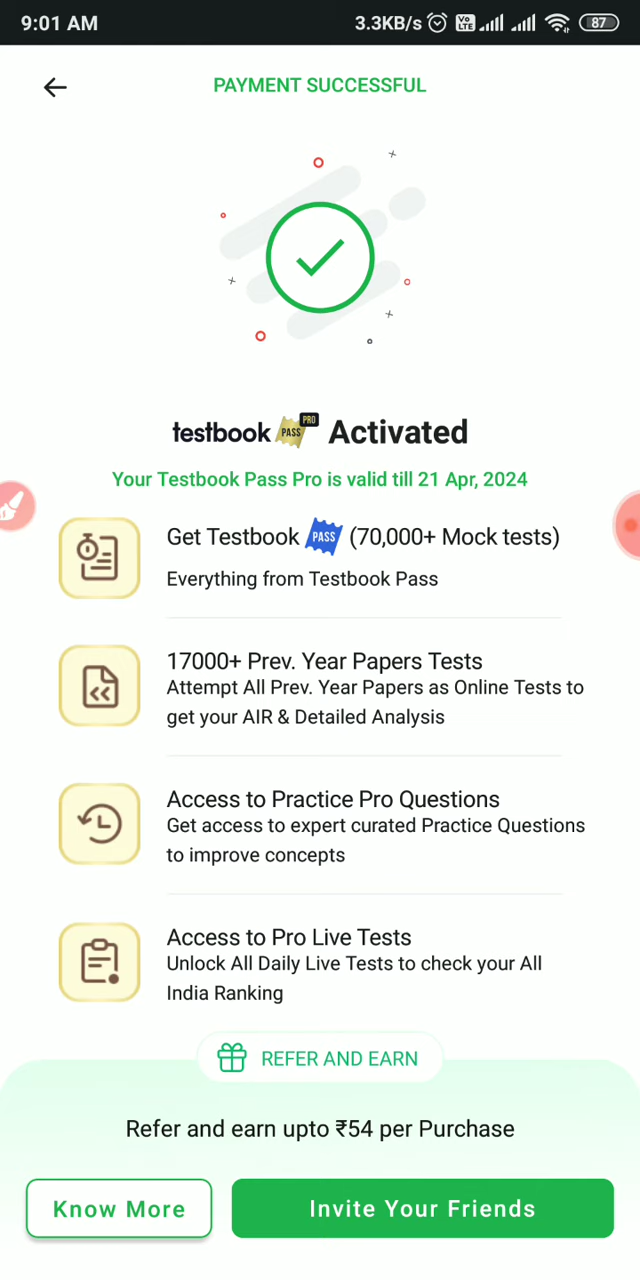 9:01 AM 3.3KB/s Vo LTE 87
PAYMENT SUCCESSFUL
testbook PASS PRO Activated
Your Testbook Pass Pro is valid till 21 Apr, 2024
Get Testbook PASS (70,000+ Mock tests)
Everything from Testbook Pass
17000+ Prev. Year Papers Tests
Attempt All Prev. Year Papers as Online Tests to
get your AIR & Detailed Analysis
Access to Practice Pro Questions
Get access to expert curated Practice Questions
to improve concepts
Access to Pro Live Tests
Unlock All Daily Live Tests to check your All
India Ranking
REFER AND EARN
Refer and earn upto ₹54 per Purchase
Know More
Invite Your Friends